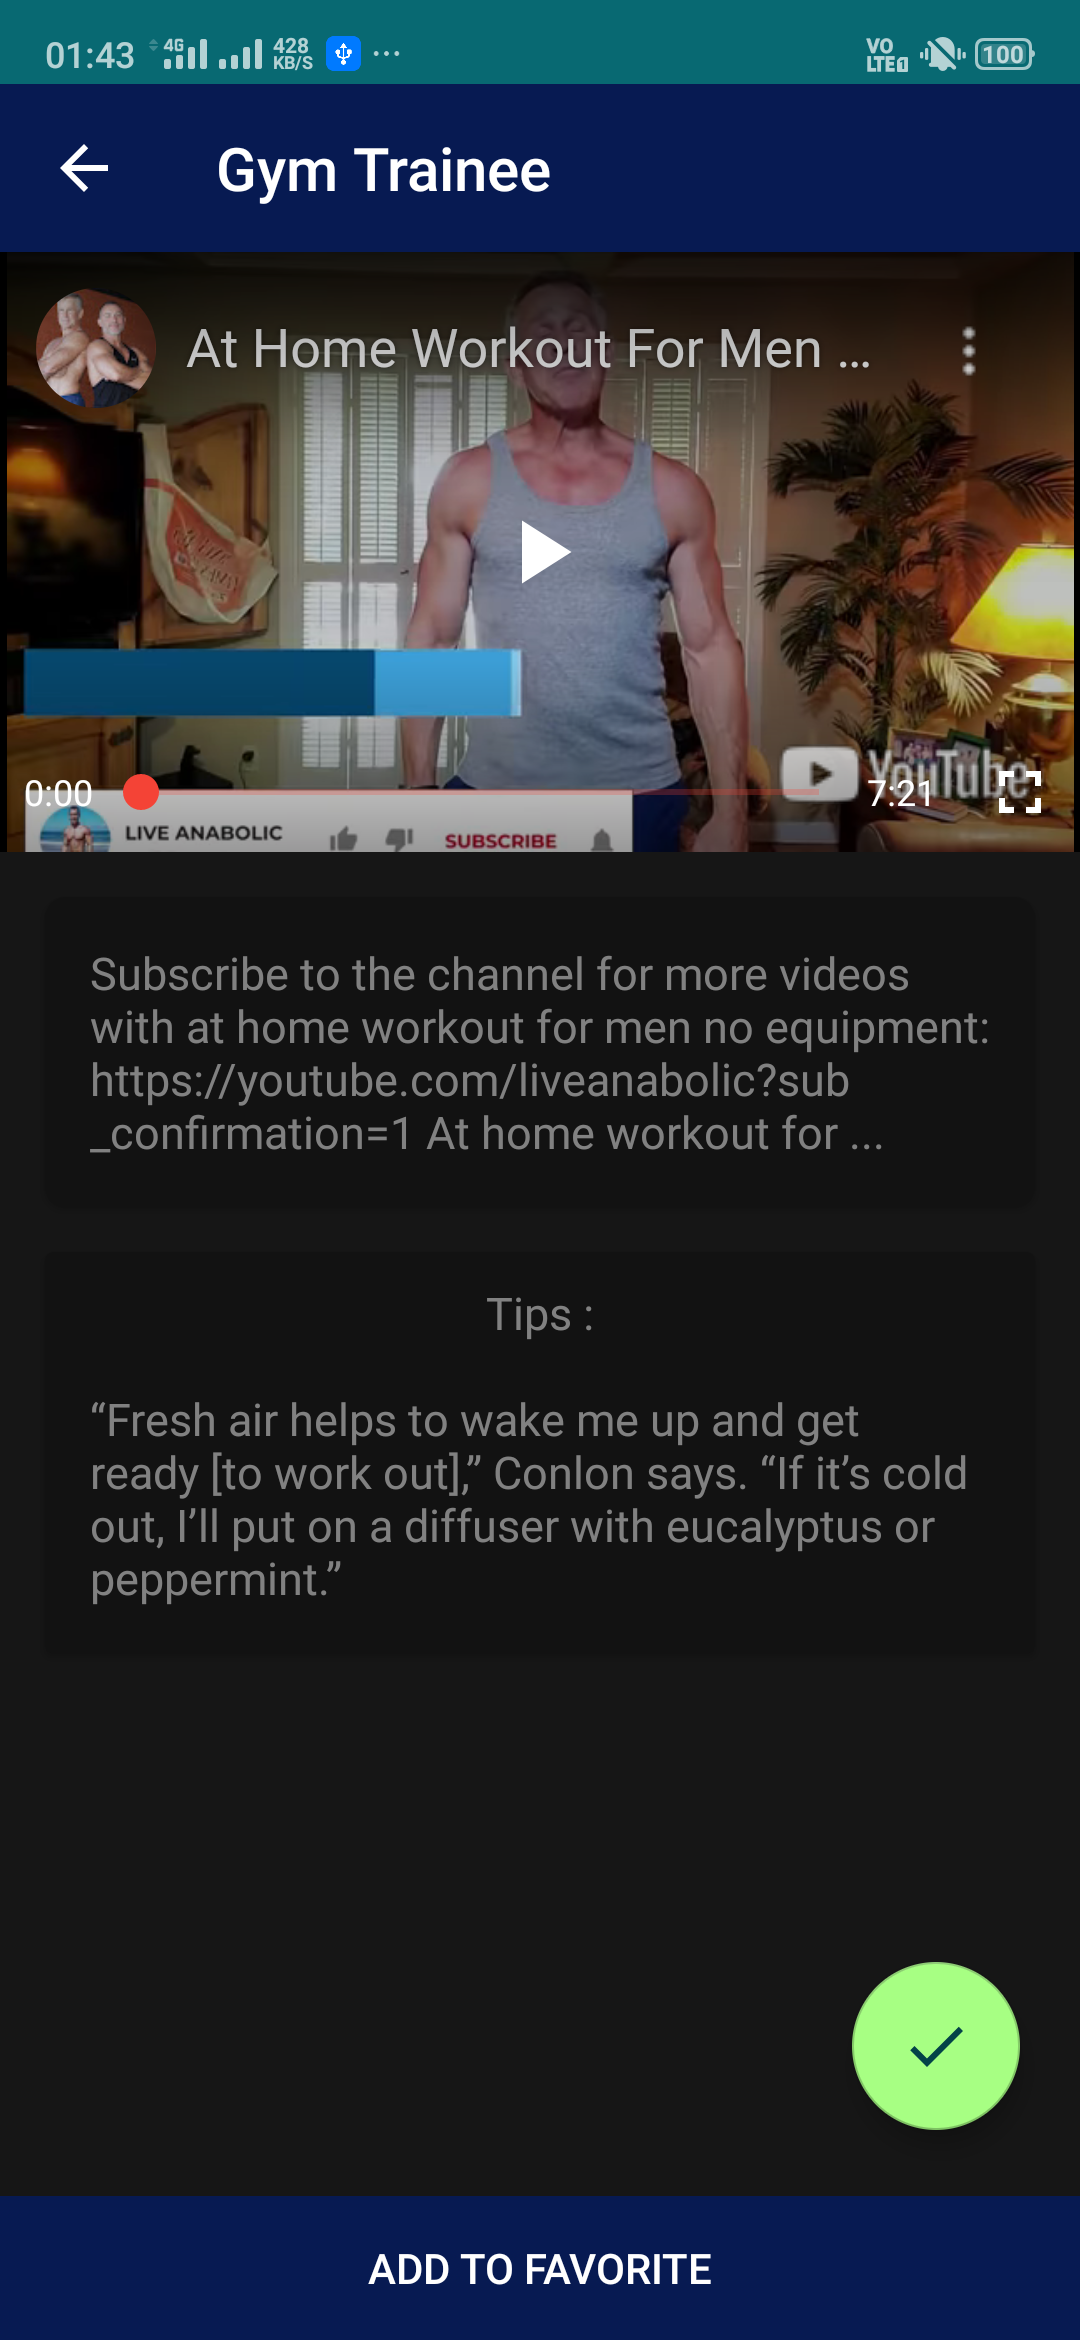 01:43 4G 428 KB/S ... VO LTE 1 100
Gym Trainee
At Home Workout For Men ...
YouTube
0:00 7:21
LIVE ANABOLIC SUBSCRIBE
Subscribe to the channel for more videos
with at home workout for men no equipment:
https://youtube.com/liveanabolic?sub
_confirmation=1 At home workout for ...
Tips :
“Fresh air helps to wake me up and get
ready [to work out],” Conlon says. “If it’s cold
out, I’ll put on a diffuser with eucalyptus or
peppermint.”
ADD TO FAVORITE